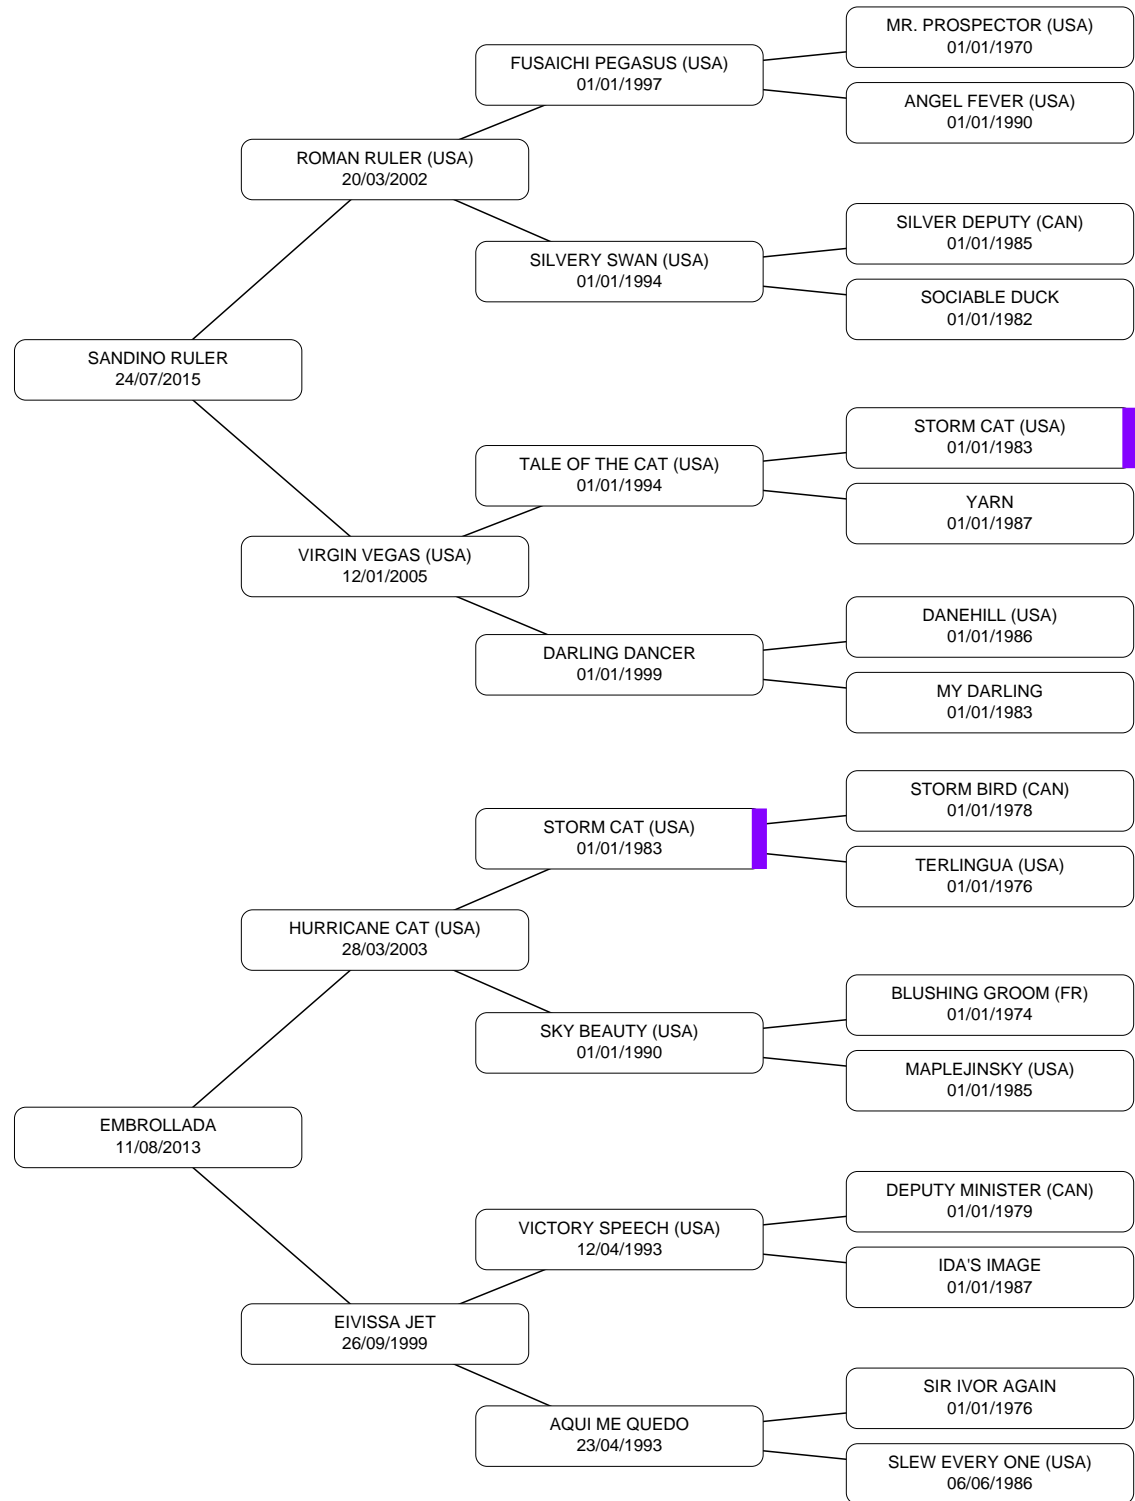 MR. PROSPECTOR (USA)
01/01/1970
FUSAICHI PEGASUS (USA)
01/01/1997
ANGEL FEVER (USA)
01/01/1990
ROMAN RULER (USA)
20/03/2002
SILVER DEPUTY (CAN)
01/01/1985
SILVERY SWAN (USA)
01/01/1994
SOCIABLE DUCK
01/01/1982
SANDINO RULER
24/07/2015
STORM CAT (USA)
01/01/1983
TALE OF THE CAT (USA)
01/01/1994
YARN
01/01/1987
VIRGIN VEGAS (USA)
12/01/2005
DANEHILL (USA)
01/01/1986
DARLING DANCER
01/01/1999
MY DARLING
01/01/1983
STORM BIRD (CAN)
01/01/1978
STORM CAT (USA)
01/01/1983
TERLINGUA (USA)
01/01/1976
HURRICANE CAT (USA)
28/03/2003
BLUSHING GROOM (FR)
01/01/1974
SKY BEAUTY (USA)
01/01/1990
MAPLEJINSKY (USA)
01/01/1985
EMBROLLADA
11/08/2013
DEPUTY MINISTER (CAN)
01/01/1979
VICTORY SPEECH (USA)
12/04/1993
IDA'S IMAGE
01/01/1987
EIVISSA JET
26/09/1999
SIR IVOR AGAIN
01/01/1976
AQUI ME QUEDO
23/04/1993
SLEW EVERY ONE (USA)
06/06/1986